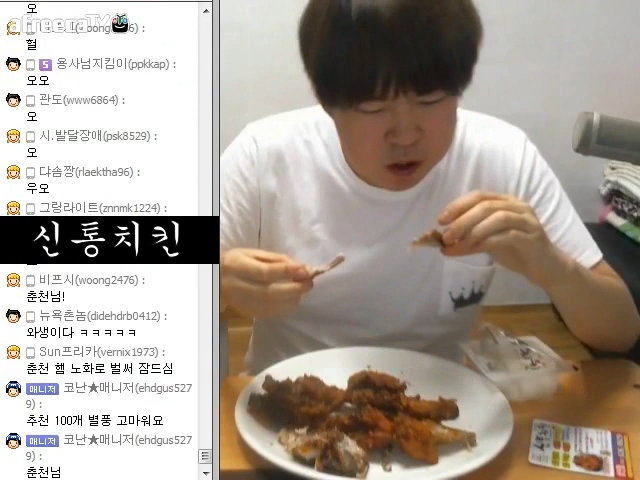 오
afreecaTV
6) :
헐
S 용사넘지킴이(ppkkap) :
오오
관도(www6864) :
오
시.발달장애(psk8529) :
오
댜솜짱(rlaektha96) :
우오
그렁라이트(znnmk1224) :
신통치킨
비프시(woong2476) :
춘천님!
뉴욕촌놈(didehdrb0412) :
와생이다 ㅋㅋㅋㅋㅋ
Sun프리카(vernix1973) :
춘천 헴 노화로 벌써 잠드심
매니저 코난★매니저(ehdgus527
9) :
추천 100개 별풍 고마워요
매니저 코난★매니저(ehdgus527
9) :
춘천님